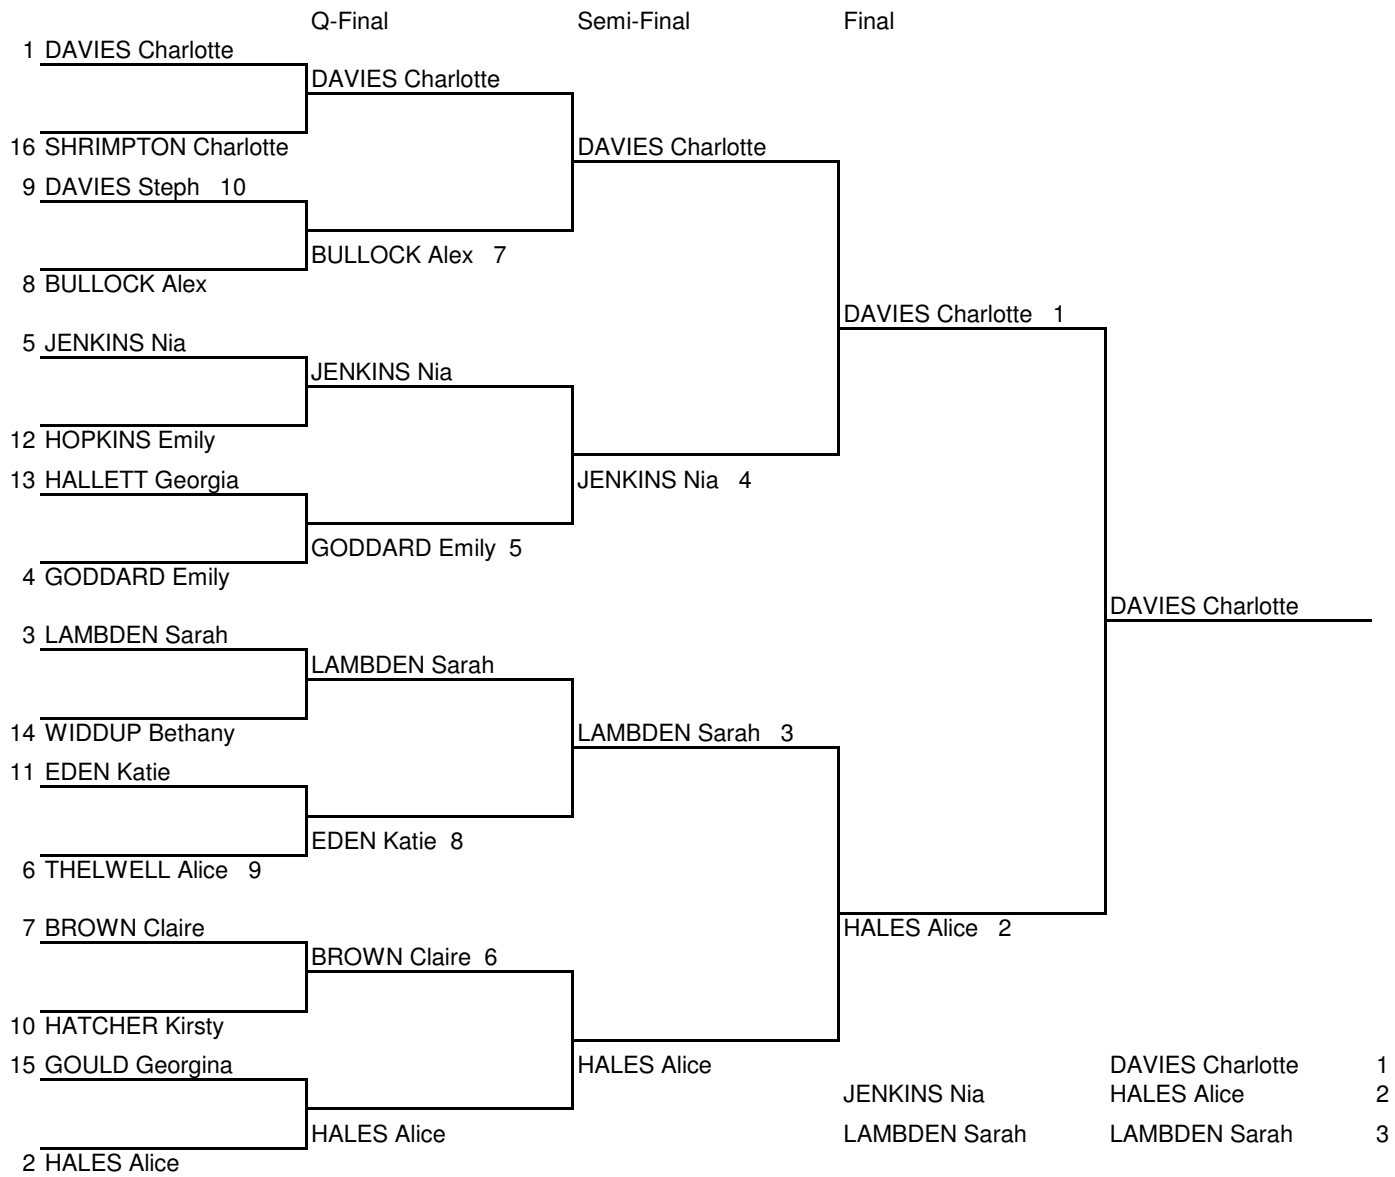 Q-Final Semi-Final Final
1 DAVIES Charlotte
DAVIES Charlotte
16 SHRIMPTON Charlotte DAVIES Charlotte
9 DAVIES Steph 10
BULLOCK Alex 7
8 BULLOCK Alex
DAVIES Charlotte 1
5 JENKINS Nia
JENKINS Nia
12 HOPKINS Emily
13 HALLETT Georgia JENKINS Nia 4
GODDARD Emily 5
4 GODDARD Emily
DAVIES Charlotte
3 LAMBDEN Sarah
LAMBDEN Sarah
14 WIDDUP Bethany LAMBDEN Sarah 3
11 EDEN Katie
EDEN Katie 8
6 THELWELL Alice 9
7 BROWN Claire HALES Alice 2
BROWN Claire 6
10 HATCHER Kirsty
15 GOULD Georgina HALES Alice DAVIES Charlotte 1
JENKINS Nia HALES Alice 2
HALES Alice LAMBDEN Sarah LAMBDEN Sarah 3
2 HALES Alice